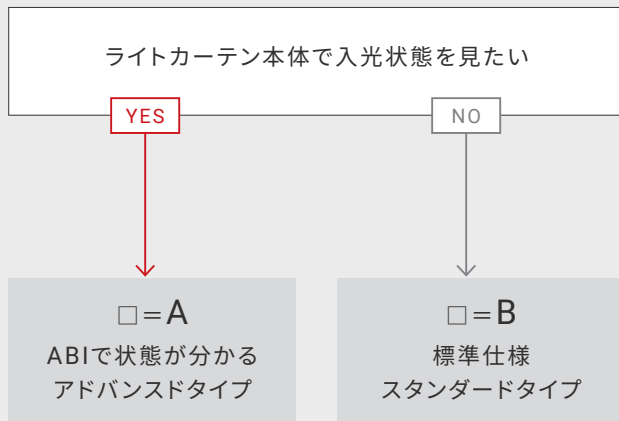 ライトカーテン本体で入光状態を見たい
YES
NO
□=A
ABIで状態が分かる
アドバンスドタイプ
□=B
標準仕様
スタンダードタイプ